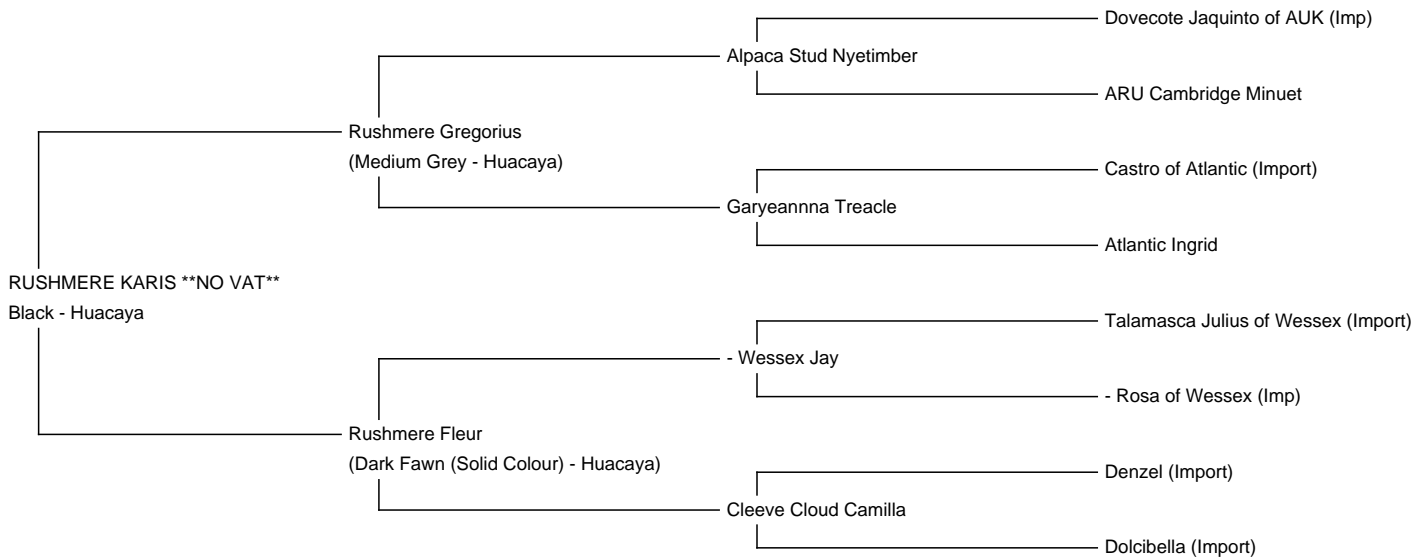 Dovecote Jaquinto of AUK (Imp)
Alpaca Stud Nyetimber
ARU Cambridge Minuet
Rushmere Gregorius
(Medium Grey - Huacaya)
Castro of Atlantic (Import)
Garyeannna Treacle
Atlantic Ingrid
RUSHMERE KARIS **NO VAT**
Black - Huacaya
Talamasca Julius of Wessex (Import)
- Wessex Jay
- Rosa of Wessex (Imp)
Rushmere Fleur
(Dark Fawn (Solid Colour) - Huacaya)
Denzel (Import)
Cleeve Cloud Camilla
Dolcibella (Import)